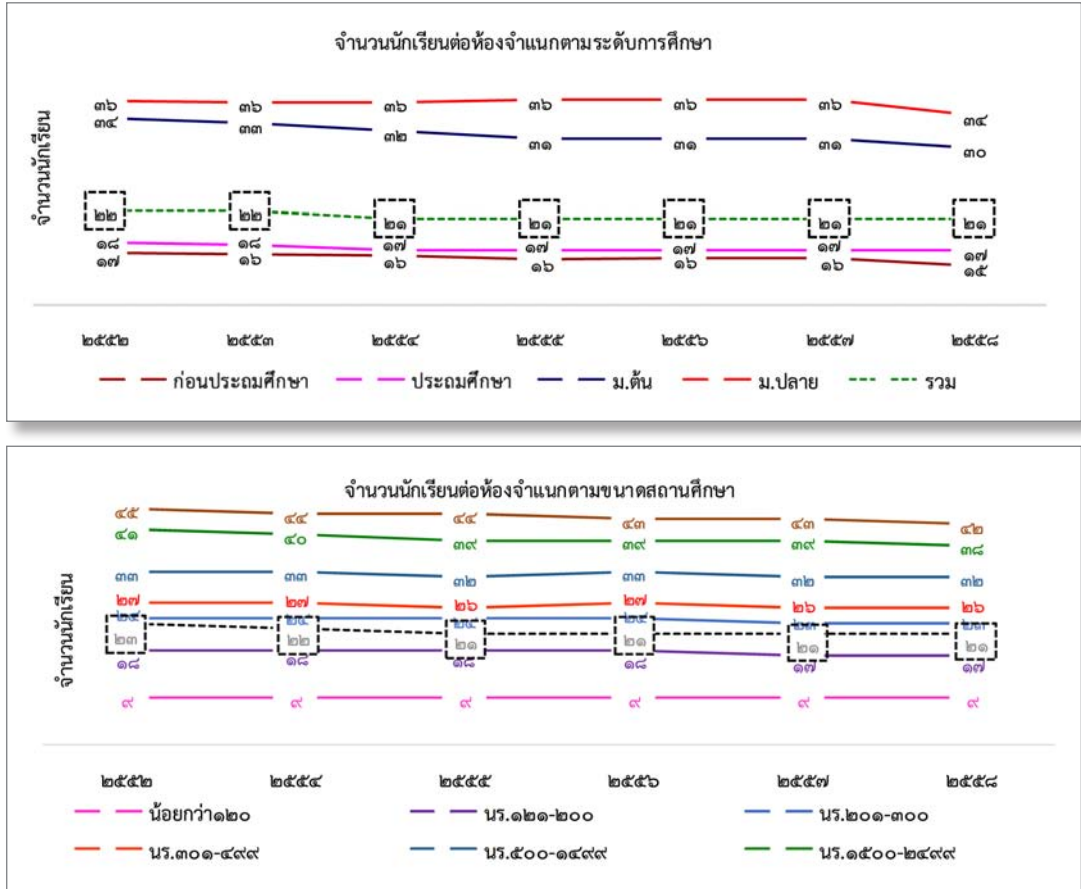 จำนวนนักเรียนต่อห้องจำแนกตามระดับการศึกษา
จำนวนนักเรียน
๓๖ ๓๖ ๓๖ ๓๖ ๓๖ ๓๖ ๓๔
๓๔ ๓๓ ๓๒ ๓๑ ๓๑ ๓๑ ๓๐
๒๒ ๒๒ ๒๑ ๒๑ ๒๑ ๒๑ ๒๑
๑๘ ๑๘ ๑๗ ๑๗ ๑๗ ๑๗ ๑๗
๑๗ ๑๖ ๑๖ ๑๖ ๑๖ ๑๖ ๑๕
๒๕๕๒ ๒๕๕๓ ๒๕๕๔ ๒๕๕๕ ๒๕๕๖ ๒๕๕๗ ๒๕๕๘
ก่อนประถมศึกษา ประถมศึกษา ม.ต้น ม.ปลาย รวม
จำนวนนักเรียนต่อห้องจำแนกตามขนาดสถานศึกษา
จำนวนนักเรียน
๔๕ ๔๔ ๔๔ ๔๓ ๔๓ ๔๒
๔๑ ๔๐ ๓๙ ๓๙ ๓๙ ๓๘
๓๓ ๓๓ ๓๒ ๓๓ ๓๒ ๓๒
๒๗ ๒๗ ๒๖ ๒๗ ๒๖ ๒๖
๒๔ ๒๔ ๒๔ ๒๔ ๒๓ ๒๓
๒๓ ๒๒ ๒๑ ๒๑ ๒๑ ๒๑
๑๘ ๑๘ ๑๘ ๑๘ ๑๗ ๑๗
๙ ๙ ๙ ๙ ๙ ๙
๒๕๕๒ ๒๕๕๔ ๒๕๕๕ ๒๕๕๖ ๒๕๕๗ ๒๕๕๘
น้อยกว่า๑๒๐ นร.๑๒๑-๒๐๐ นร.๒๐๑-๓๐๐
นร.๓๐๑-๔๙๙ นร.๕๐๐-๑๔๙๙ นร.๑๕๐๐-๒๔๙๙